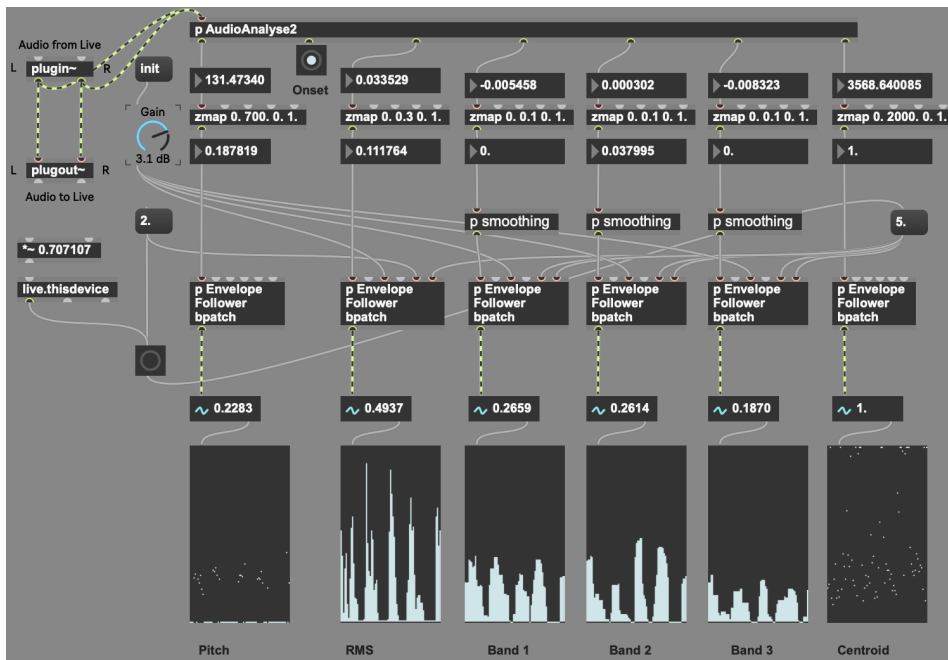 p AudioAnalyse2
Audio from Live
L
plugin~
R
init
Onset
131.47340
0.033529
-0.005458
0.000302
-0.008323
3568.640085
Gain
3.1 dB
zmap 0. 700. 0. 1.
zmap 0. 0.3 0. 1.
zmap 0. 0.1 0. 1.
zmap 0. 0.1 0. 1.
zmap 0. 0.1 0. 1.
zmap 0. 2000. 0. 1.
0.187819
0.111764
0.
0.037995
0.
1.
L
plugout~
R
Audio to Live
2.
p smoothing
p smoothing
p smoothing
5.
*~ 0.707107
live.thisdevice
p Envelope
Follower
bpatch
p Envelope
Follower
bpatch
p Envelope
Follower
bpatch
p Envelope
Follower
bpatch
p Envelope
Follower
bpatch
p Envelope
Follower
bpatch
0.2283
0.4937
0.2659
0.2614
0.1870
1.
Pitch
RMS
Band 1
Band 2
Band 3
Centroid